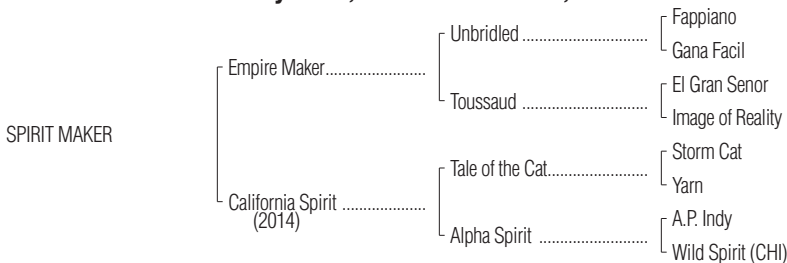 Fappiano
Unbridled ......................
Gana Facil
Empire Maker........................
El Gran Senor
Toussaud ......................
Image of Reality
SPIRIT MAKER
Storm Cat
Tale of the Cat.................
Yarn
California Spirit ....................
(2014)
A.P. Indy
Alpha Spirit ...................
Wild Spirit (CHI)